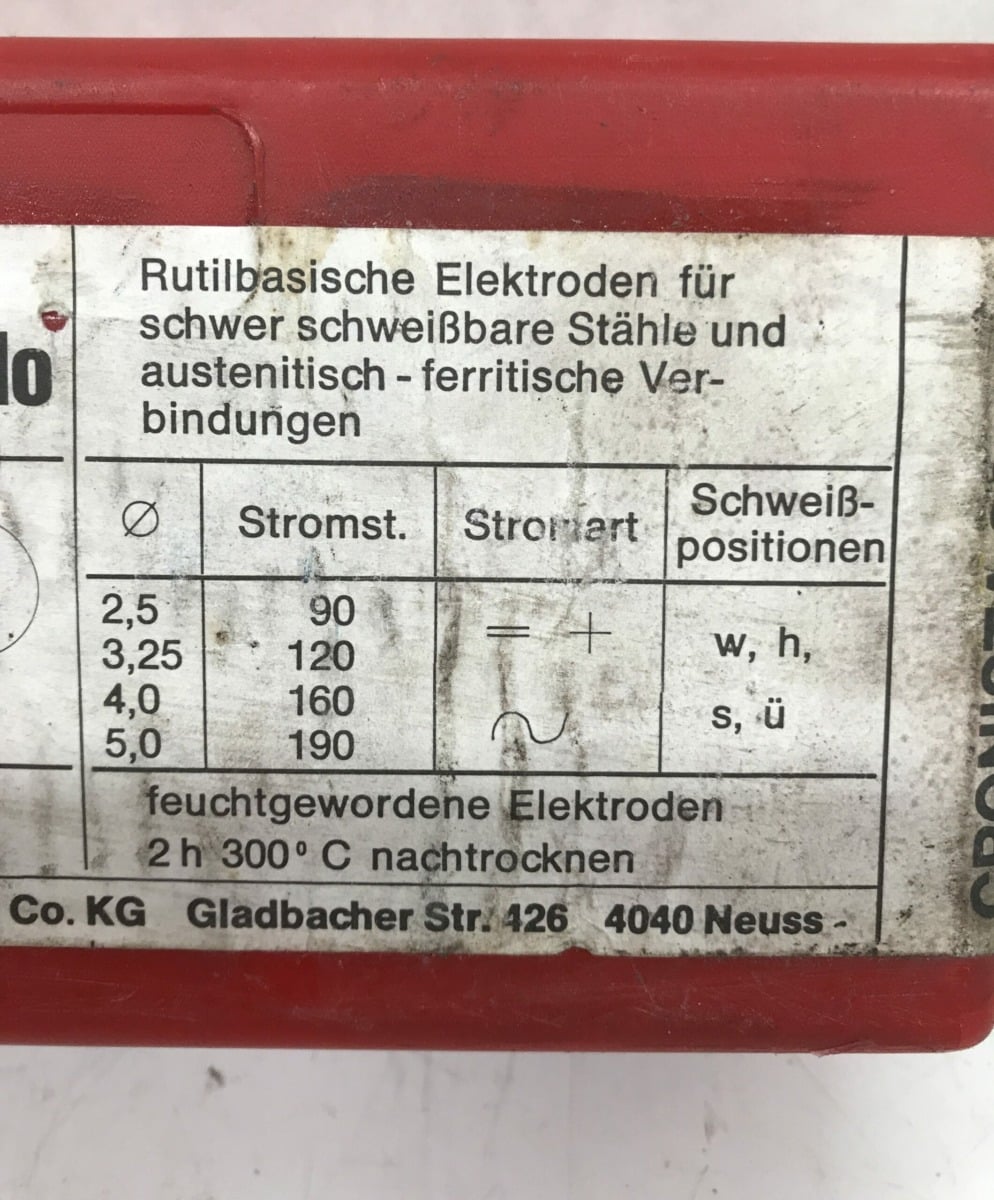 lo
Rutilbasische Elektroden für
schwer schweißbare Stähle und
austenitisch - ferritische Ver-
bindungen
Ø Stromst. Stromart Schweiß-
positionen
2,5 90 = +
3,25 120 w, h,
4,0 160 ~ s, ü
5,0 190
feuchtgewordene Elektroden
2 h 300° C nachtrocknen
Co. KG Gladbacher Str. 426 4040 Neuss -